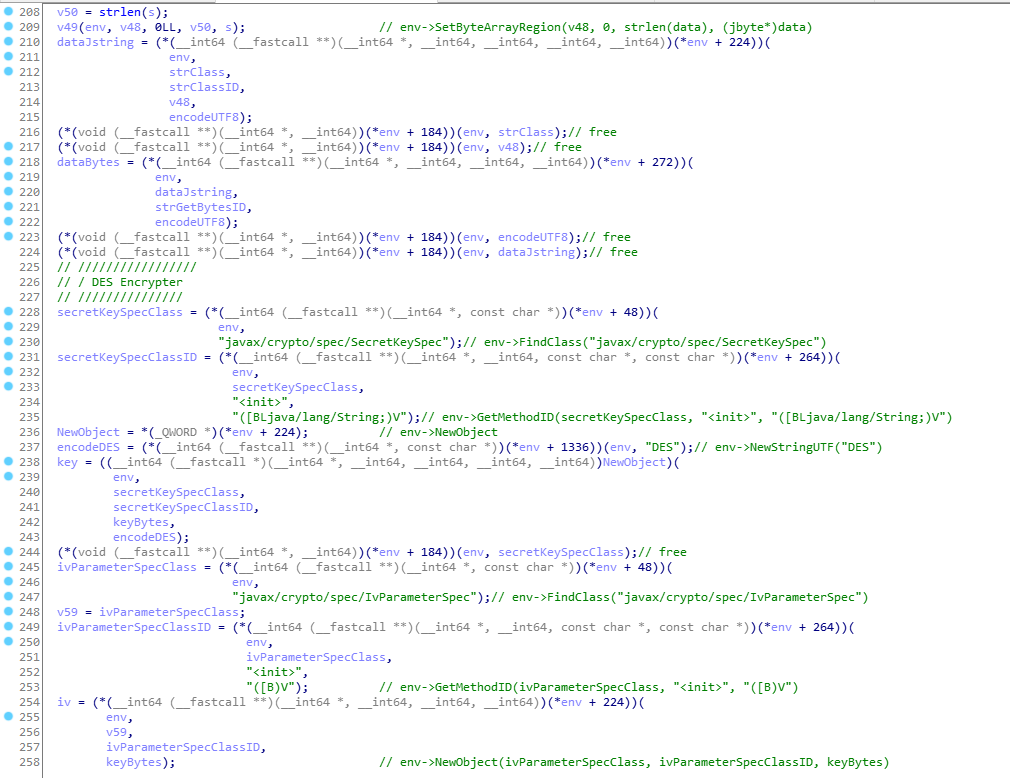 208 v50 = strlen(s);
209 v49(env, v48, 0LL, v50, s); // env->SetByteArrayRegion(v48, 0, strlen(data), (jbyte*)data)
210 dataJstring = (*(__int64 (__fastcall **)(__int64 *, __int64, __int64, __int64, __int64))(*env + 224))(
211 env,
212 strClass,
213 strClassID,
214 v48,
215 encodeUTF8);
216 (*(void (__fastcall **)(__int64 *, __int64))(*env + 184))(env, strClass);// free
217 (*(void (__fastcall **)(__int64 *, __int64))(*env + 184))(env, v48);// free
218 dataBytes = (*(__int64 (__fastcall **)(__int64 *, __int64, __int64, __int64))(*env + 272))(
219 env,
220 dataJstring,
221 strGetBytesID,
222 encodeUTF8);
223 (*(void (__fastcall **)(__int64 *, __int64))(*env + 184))(env, encodeUTF8);// free
224 (*(void (__fastcall **)(__int64 *, __int64))(*env + 184))(env, dataJstring);// free
225 // /////////////////
226 // / DES Encrypter
227 // ///////////////
228 secretKeySpecClass = (*(__int64 (__fastcall **)(__int64 *, const char *))(*env + 48))(
229 env,
230 "javax/crypto/spec/SecretKeySpec");// env->FindClass("javax/crypto/spec/SecretKeySpec")
231 secretKeySpecClassID = (*(__int64 (__fastcall **)(__int64 *, __int64, const char *, const char *))(*env + 264))(
232 env,
233 secretKeySpecClass,
234 "<init>",
235 "([BLjava/lang/String;)V");// env->GetMethodID(secretKeySpecClass, "<init>", "([BLjava/lang/String;)V")
236 NewObject = *(_QWORD *)(*env + 224); // env->NewObject
237 encodeDES = (*(__int64 (__fastcall **)(__int64 *, const char *))(*env + 1336))(env, "DES");// env->NewStringUTF("DES")
238 key = ((__int64 (__fastcall *)(__int64 *, __int64, __int64, __int64, __int64))NewObject)(
239 env,
240 secretKeySpecClass,
241 secretKeySpecClassID,
242 keyBytes,
243 encodeDES);
244 (*(void (__fastcall **)(__int64 *, __int64))(*env + 184))(env, secretKeySpecClass);// free
245 ivParameterSpecClass = (*(__int64 (__fastcall **)(__int64 *, const char *))(*env + 48))(
246 env,
247 "javax/crypto/spec/IvParameterSpec");// env->FindClass("javax/crypto/spec/IvParameterSpec")
248 v59 = ivParameterSpecClass;
249 ivParameterSpecClassID = (*(__int64 (__fastcall **)(__int64 *, __int64, const char *, const char *))(*env + 264))(
250 env,
251 ivParameterSpecClass,
252 "<init>",
253 "([B)V"); // env->GetMethodID(ivParameterSpecClass, "<init>", "([B)V")
254 iv = (*(__int64 (__fastcall **)(__int64 *, __int64, __int64, __int64))(*env + 224))(
255 env,
256 v59,
257 ivParameterSpecClassID,
258 keyBytes); // env->NewObject(ivParameterSpecClass, ivParameterSpecClassID, keyBytes)